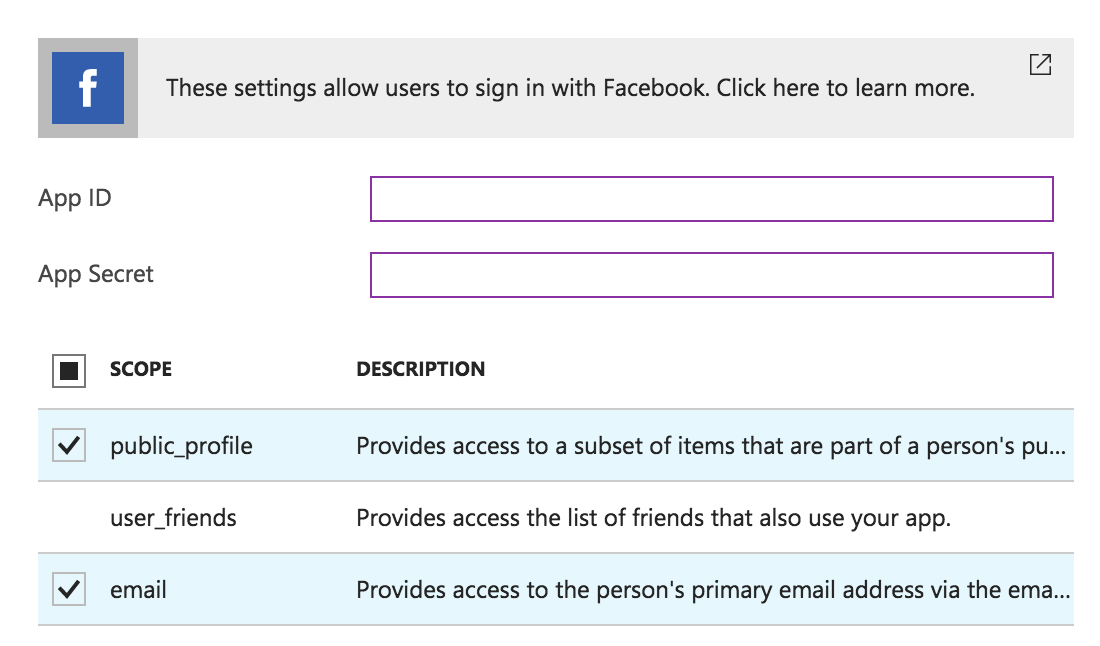 f
These settings allow users to sign in with Facebook. Click here to learn more.
App ID
App Secret
SCOPE DESCRIPTION
public_profile Provides access to a subset of items that are part of a person's pu...
user_friends Provides access the list of friends that also use your app.
email Provides access to the person's primary email address via the ema...